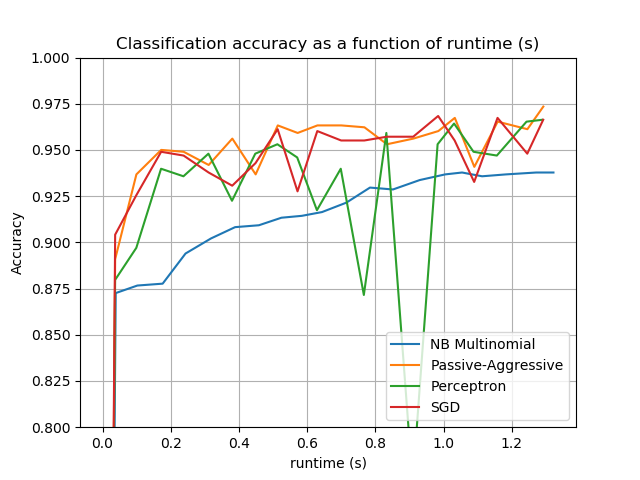 Classification accuracy as a function of runtime (s)
1.000
0.975
0.950
0.925
0.900
0.875
0.850
0.825
0.800
Accuracy
NB Multinomial
Passive-Aggressive
Perceptron
SGD
0.0 0.2 0.4 0.6 0.8 1.0 1.2
runtime (s)